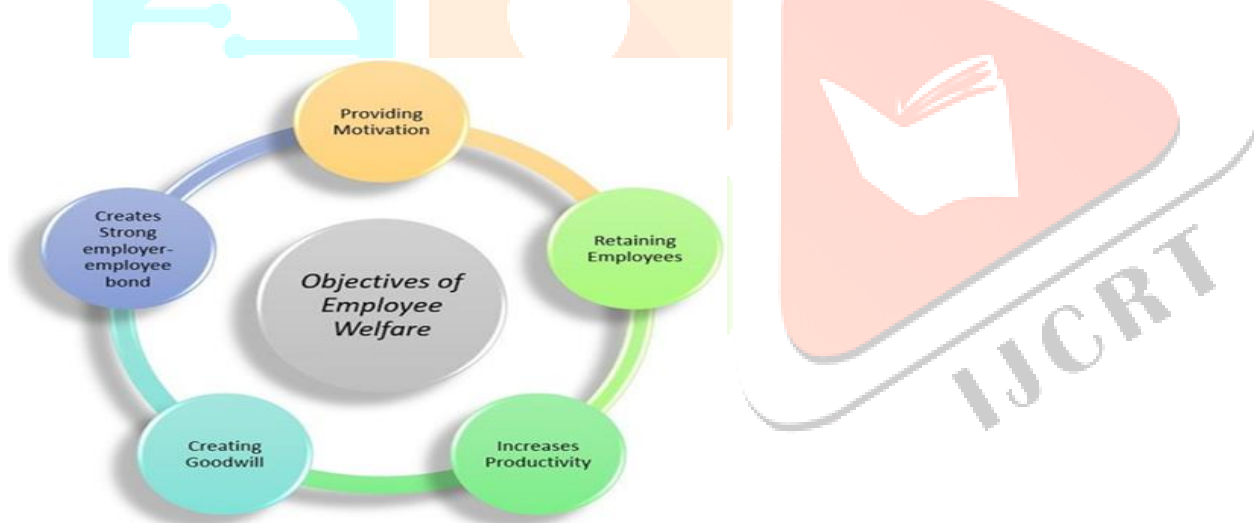 Providing
Motivation
Retaining
Employees
Increases
Productivity
Creating
Goodwill
Creates
Strong
employer-
employee
bond
Objectives of
Employee
Welfare
IJCRT